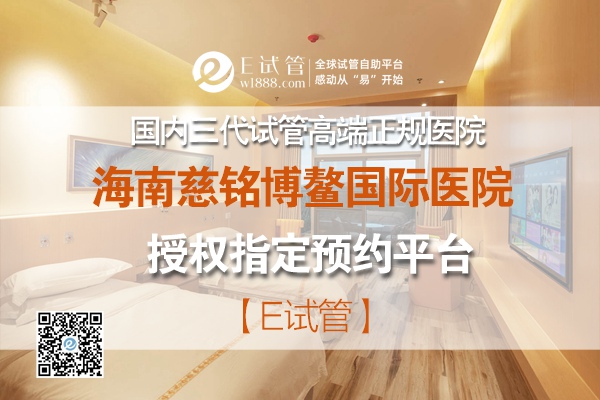 E试管
w1888.com
全球试管自助平台
感动从“易”开始
国内三代试管高端正规医院
海南慈铭博鳌国际医院
授权指定预约平台
【E试管】